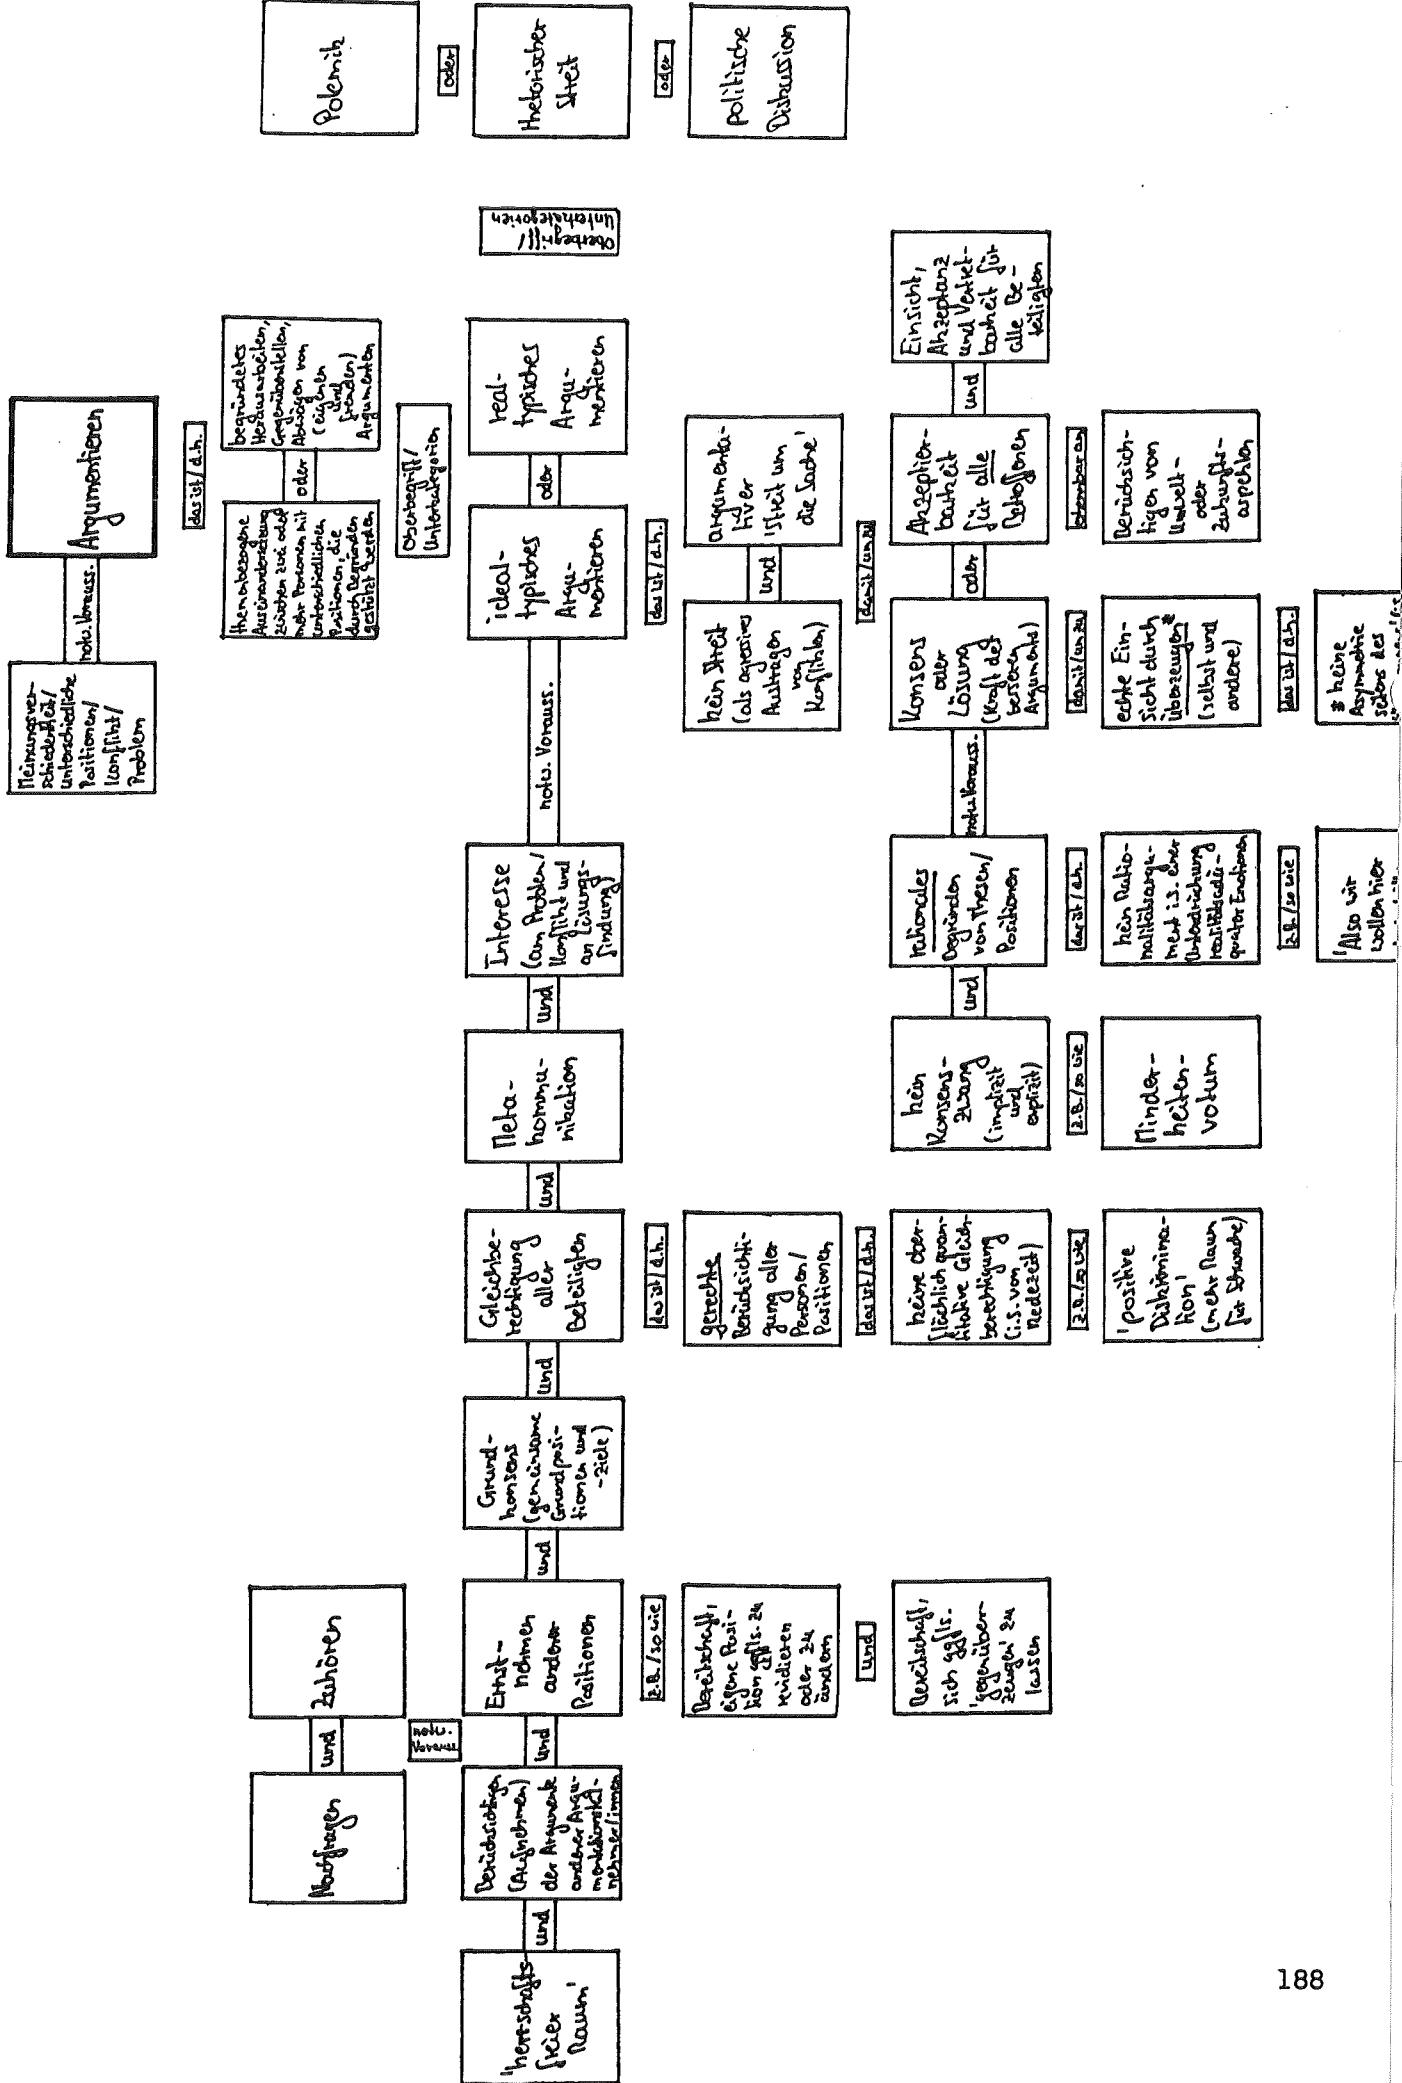 Argumentieren
notw. Vorauss.
Meinungsver-
schiedenheit/
unterschiedliche
Positionen/
Konflikt/
Problem
das ist / d.h.
themenbezogene
Auseinandersetzung
zwischen zwei oder
mehr Personen mit
unterschiedlichen
Positionen, die
durch Begründen
gestützt werden
oder
begründetes
Herausarbeiten,
Gegenüberstellen,
Abwägen von
(eigenen
und
fremden)
Argumenten
Oberbegriff/
Unterkategorien
Nachfragen
und
Zuhören
notw.
Vorauss.
'herrschafts
freier
Raum'
und
Berücksichtigen
(Aufnehmen)
der Argumente
anderer Argu-
mentationsteil-
nehmer/innen
und
Ernst-
nehmen
anderer
Positionen
und
Grund-
konsens
(gemeinsame
Grundposi-
tionen und
-ziele)
und
Gleichbe-
rechtigung
aller
Beteiligten
und
Meta-
kommu-
nikation
und
Interesse
(am Problem/
Konflikt und
an Lösungs-
findung)
notw. Vorauss.
ideal-
typisches
Argu-
mentieren
oder
real-
typisches
Argu-
mentieren
Oberbegriff/
Unterkategorien
Polemik
oder
rhetorischer
Streit
oder
politische
Diskussion
z.B. / so wie
Bereitschaft,
eigene Posi-
tion ggfls. zu
revidieren
oder zu
ändern
und
Bereitschaft,
sich ggfls.
'gegenüber-
zeugen' zu
lassen
das ist / d.h.
gerechte
Berücksichti-
gung aller
Personen/
Positionen
das ist / d.h.
keine ober-
flächlich quan-
titative Gleich-
berechtigung
(i.S. von
Redezeit)
z.B. / so wie
'positive
Diskrimina-
tion'
(mehr Raum
für Schwache)
das ist / d.h.
kein Streit
(als agressives
Austragen
von
Konflikten)
und
argumenta-
tiver
'Streit um
die Sache'
damit / um zu
kein
Konsens-
zwang
(implizit
und
explizit)
und
rationales
Begründen
von Thesen/
Positionen
notw. Vorauss.
Konsens
oder
Lösung
(Kraft des
besseren
Arguments)
oder
Akzeptier-
barkeit
für alle
Betroffenen
und
Einsicht,
Akzeptanz
und Vertret-
barkeit für
alle Be-
teiligten
z.B. / so wie
Minder-
heiten-
votum
das ist / d.h.
kein Ratio-
nalitätsargu-
ment i.S. einer
Unterdrückung
realitätsadä-
quater Emotionen
z.B. / so wie
'Also wir
wollen hier
damit / um zu
echte Ein-
sicht durch
Überzeugen*
(selbst und
andere)
das ist / d.h.
* keine
Asymmetrie
seitens des
erkennbar an
Berücksich-
tigen von
Umwelt-
oder
Zukunfts-
aspekten
188